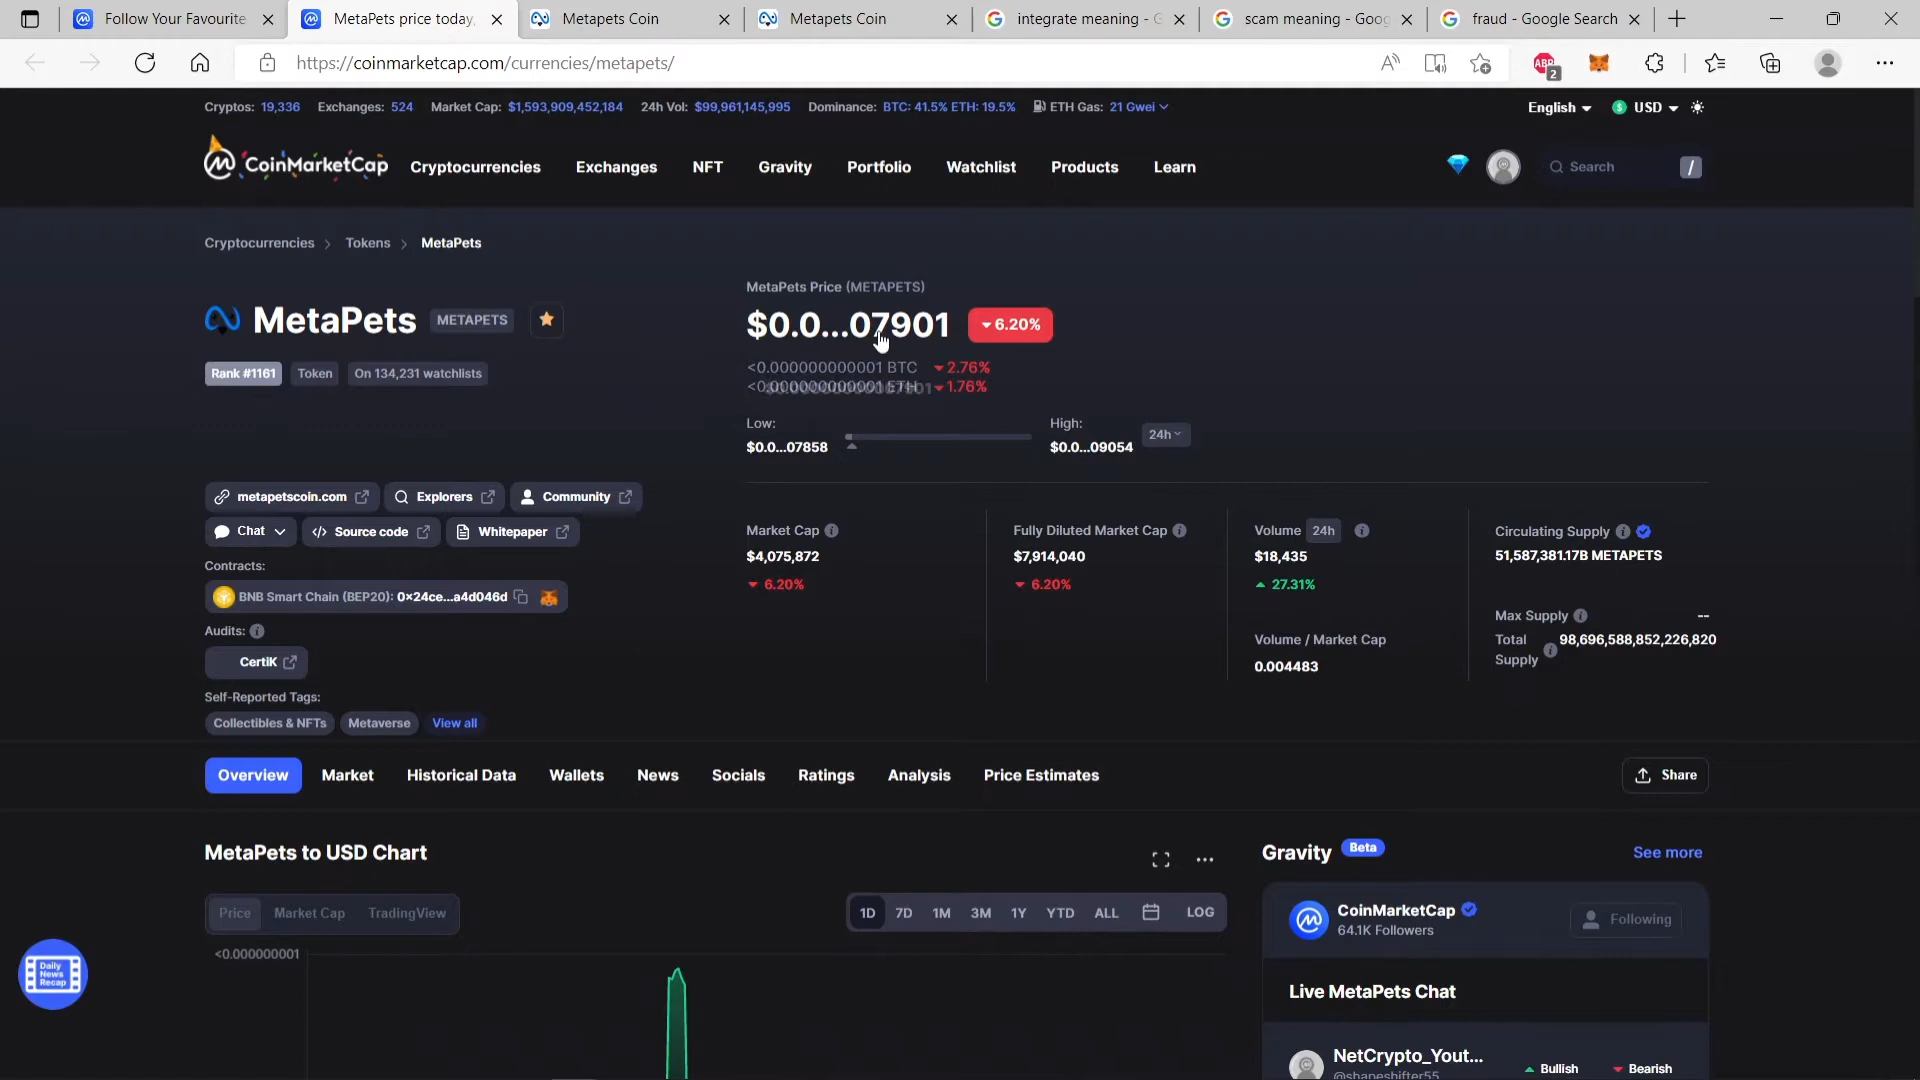 Follow Your Favourite
MetaPets price today,
Metapets Coin
Metapets Coin
integrate meaning - G
scam meaning - Goog
fraud - Google Search
https://coinmarketcap.com/currencies/metapets/
ABP
2
Cryptos: 19,336 Exchanges: 524 Market Cap: $1,593,909,452,184 24h Vol: $99,961,145,995 Dominance: BTC: 41.5% ETH: 19.5% ETH Gas: 21 Gwei
English USD
CoinMarketCap
Cryptocurrencies Exchanges NFT Gravity Portfolio Watchlist Products Learn
Search /
Cryptocurrencies > Tokens > MetaPets
MetaPets METAPETS
Rank #1161 Token On 134,231 watchlists
MetaPets Price (METAPETS)
$0.0...07901 6.20%
<0.000000000001 BTC 2.76%
<0.000000000001 ETH 1.76%
Low:
$0.0...07858
High:
$0.0...09054
24h
metapetscoin.com Explorers Community
Chat Source code Whitepaper
Contracts:
BNB Smart Chain (BEP20): 0x24ce...a4d046d
Audits:
CertiK
Self-Reported Tags:
Collectibles & NFTs Metaverse View all
Market Cap
$4,075,872
6.20%
Fully Diluted Market Cap
$7,914,040
6.20%
Volume 24h
$18,435
27.31%
Volume / Market Cap
0.004483
Circulating Supply
51,587,381.17B METAPETS
Max Supply --
Total Supply 98,696,588,852,226,820
Overview Market Historical Data Wallets News Socials Ratings Analysis Price Estimates
Share
MetaPets to USD Chart
Price Market Cap TradingView
1D 7D 1M 3M 1Y YTD ALL LOG
<0.000000001
Daily
News
Recap
Gravity Beta See more
CoinMarketCap
64.1K Followers
Following
Live MetaPets Chat
NetCrypto_Yout...
@shapeshifter55
Bullish Bearish